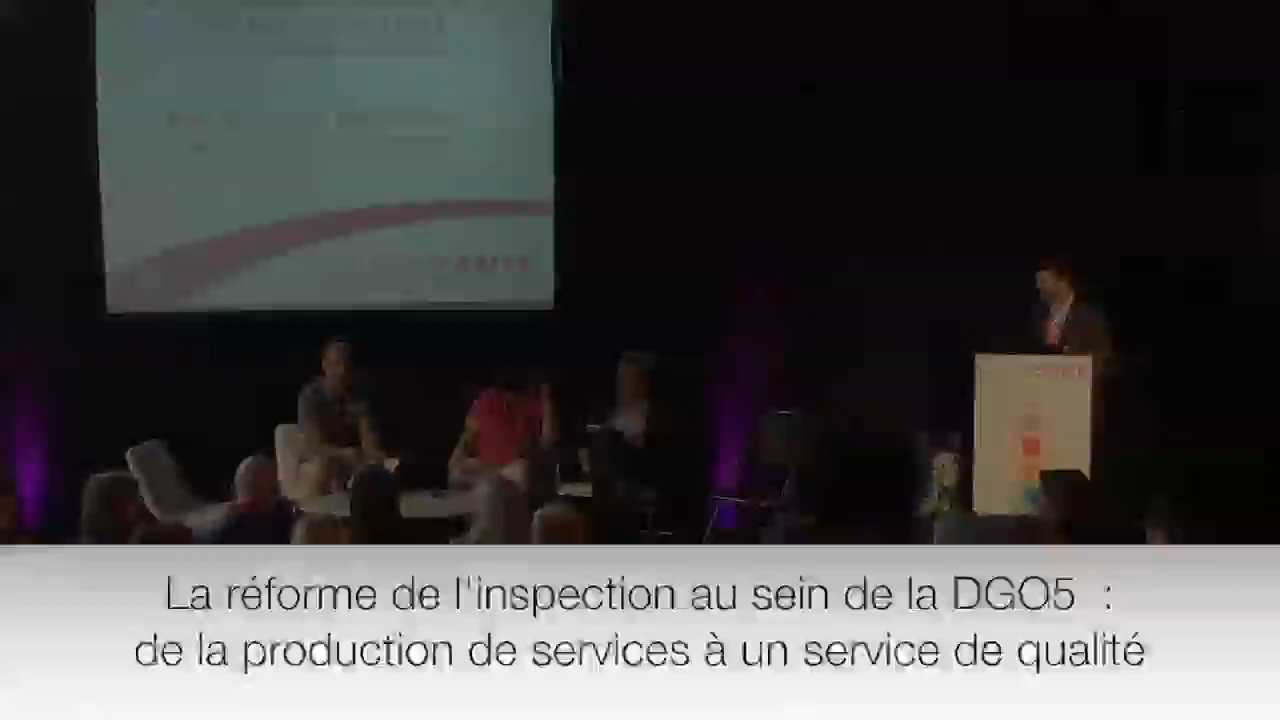 La réforme de l'inspection au sein de la DGO5 :
de la production de services à un service de qualité